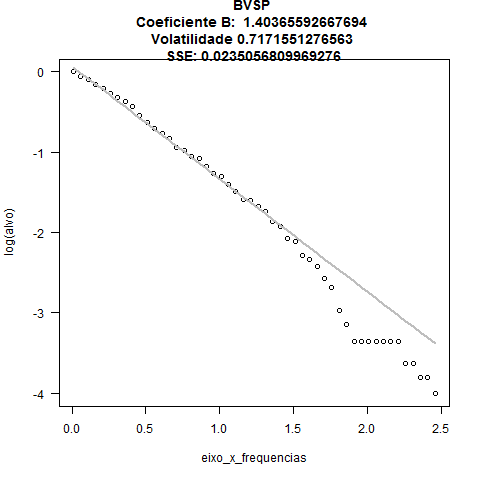 BVSP
Coeficiente B:  1.40365592667694
Volatilidade 0.7171551276563
SSE: 0.0235056809969276
0
-1
-2
-3
-4
log(alvo)
0.0
0.5
1.0
1.5
2.0
2.5
eixo_x_frequencias